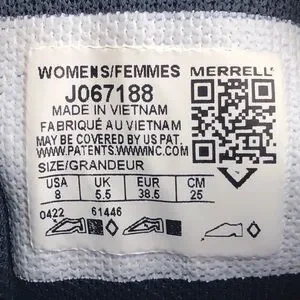 WOMENS/FEMMES MERRELL
J067188
MADE IN VIETNAM
FABRIQUÉ AU VIETNAM
MAY BE COVERED BY US PAT.
WWW.PATENTS.WWWINC.COM
SIZE/GRANDEUR
USA UK EUR CM
8 5.5 38.5 25
0422 61446